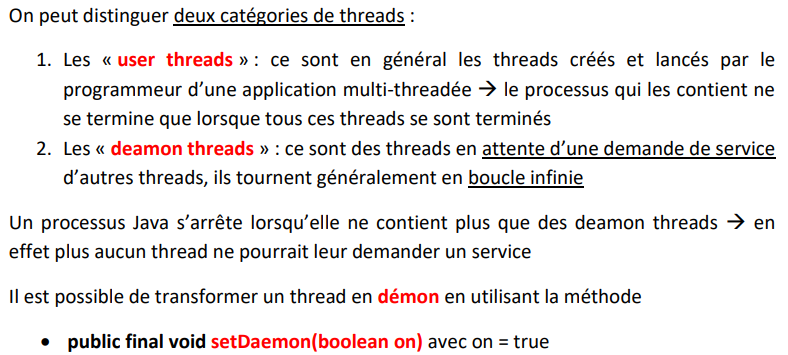 On peut distinguer deux catégories de threads :
1. Les « user threads » : ce sont en général les threads créés et lancés par le
programmeur d’une application multi-threadée → le processus qui les contient ne
se termine que lorsque tous ces threads se sont terminés
2. Les « deamon threads » : ce sont des threads en attente d’une demande de service
d’autres threads, ils tournent généralement en boucle infinie
Un processus Java s’arrête lorsqu’elle ne contient plus que des deamon threads → en
effet plus aucun thread ne pourrait leur demander un service
Il est possible de transformer un thread en démon en utilisant la méthode
• public final void setDaemon(boolean on) avec on = true